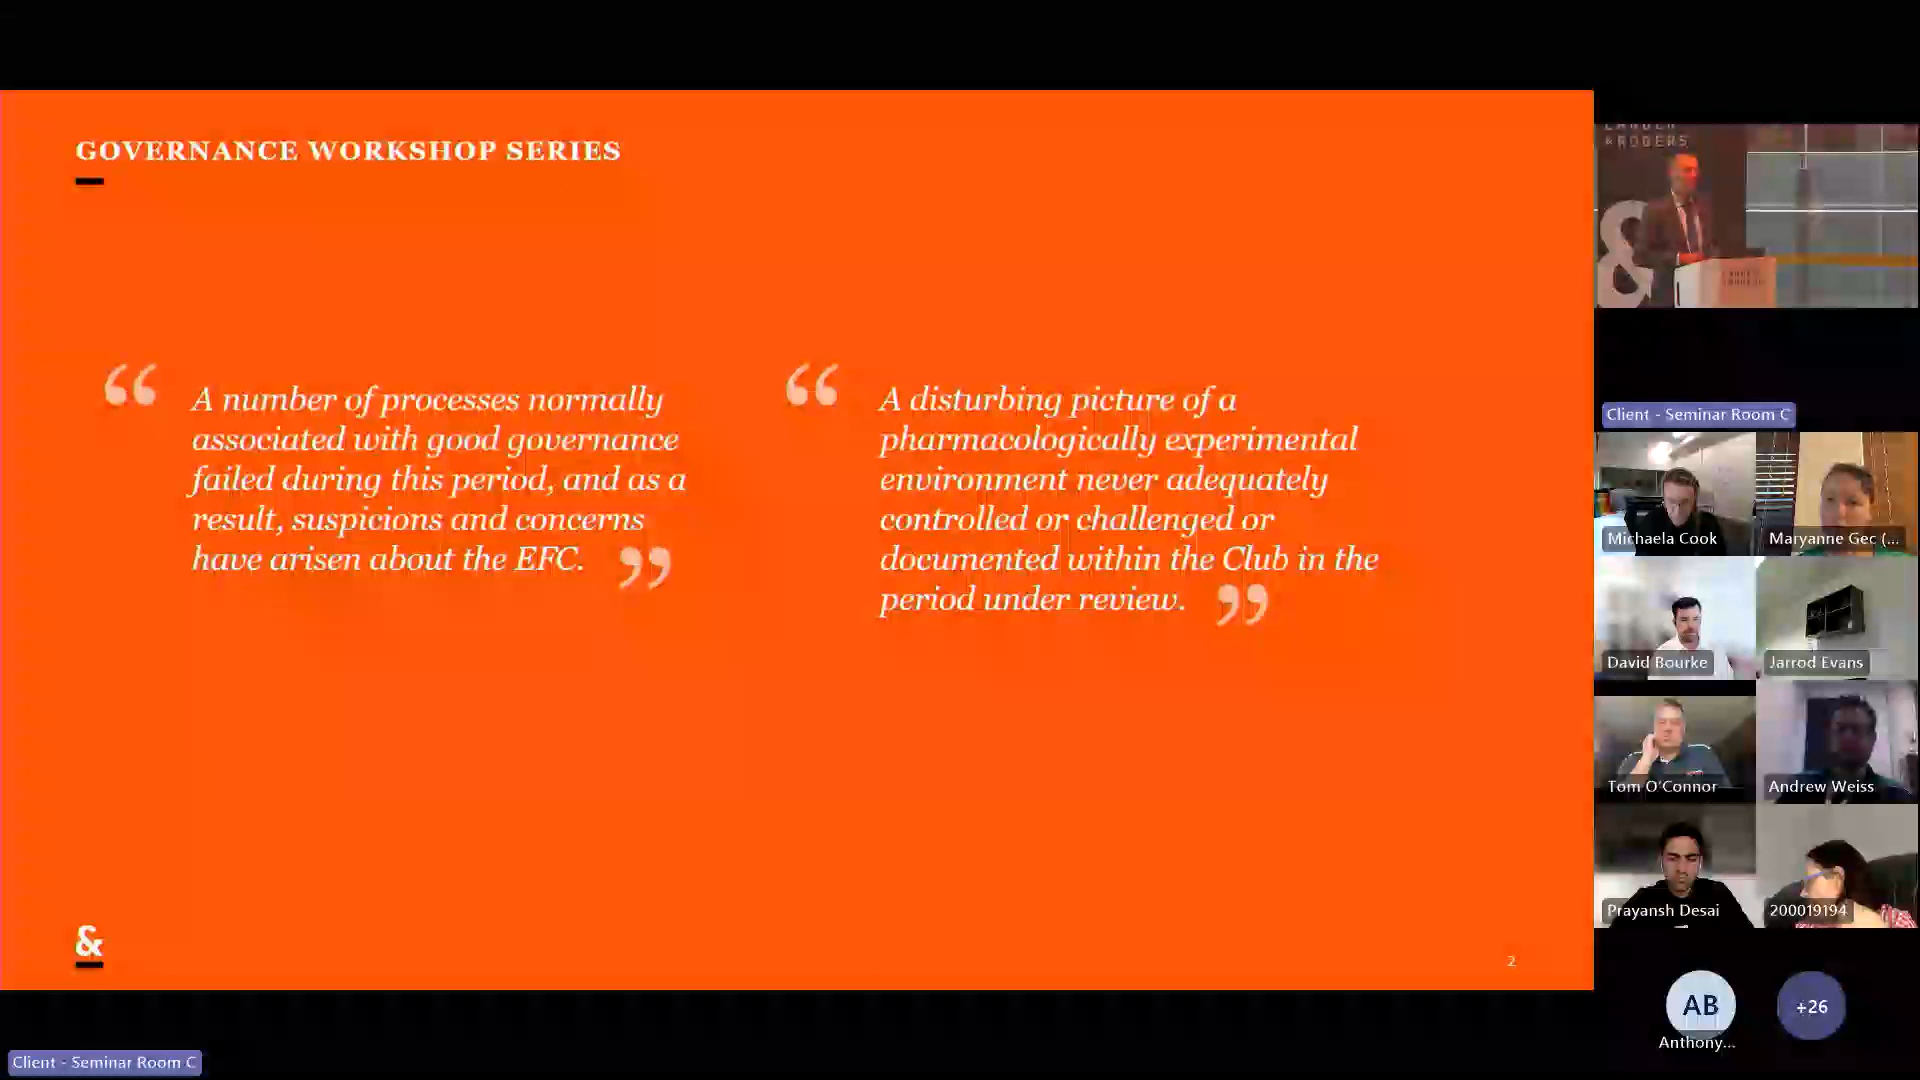 GOVERNANCE WORKSHOP SERIES
“ A number of processes normally
associated with good governance
failed during this period, and as a
result, suspicions and concerns
have arisen about the EFC. ”
“ A disturbing picture of a
pharmacologically experimental
environment never adequately
controlled or challenged or
documented within the Club in the
period under review. ”
&
2
& ROGERS
&
Client - Seminar Room C
Michaela Cook
Maryanne Gec (...
David Bourke
Jarrod Evans
Tom O'Connor
Andrew Weiss
Prayansh Desai
200019194
AB
+26
Anthony...
Client - Seminar Room C